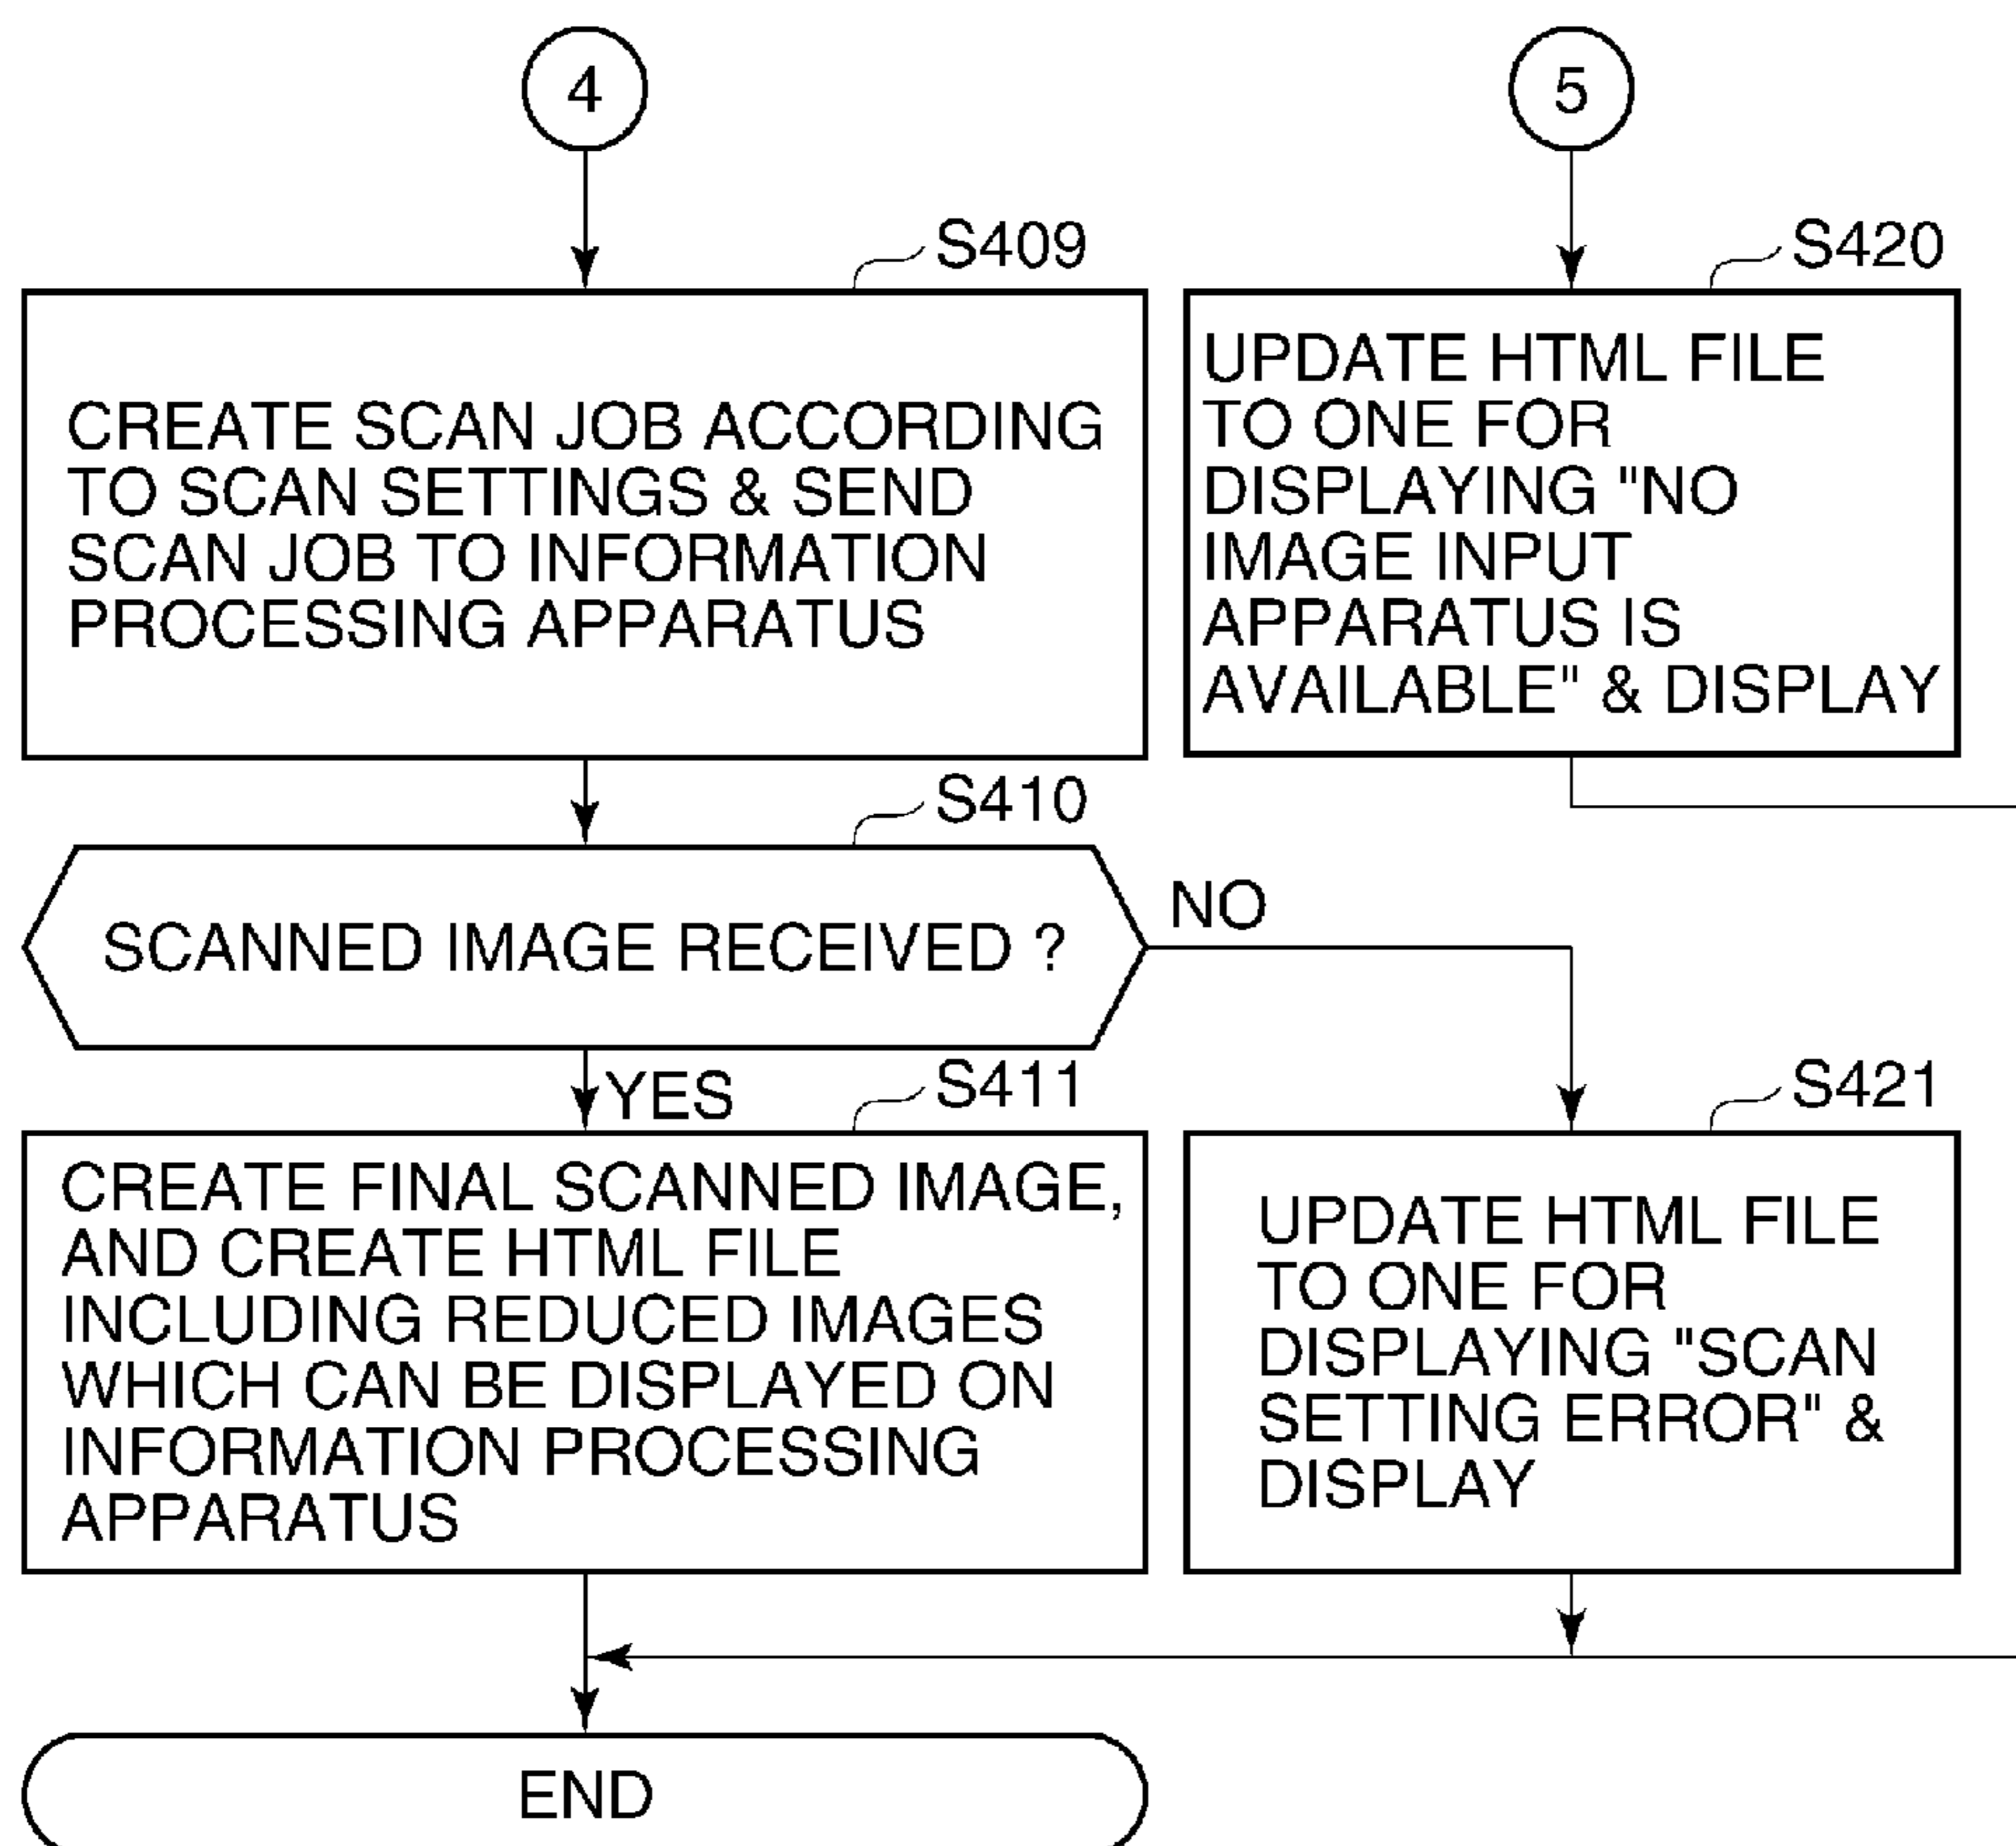 4
S409
CREATE SCAN JOB ACCORDING
TO SCAN SETTINGS & SEND
SCAN JOB TO INFORMATION
PROCESSING APPARATUS
S410
SCANNED IMAGE RECEIVED ?
NO
YES
S411
CREATE FINAL SCANNED IMAGE,
AND CREATE HTML FILE
INCLUDING REDUCED IMAGES
WHICH CAN BE DISPLAYED ON
INFORMATION PROCESSING
APPARATUS
END
5
S420
UPDATE HTML FILE
TO ONE FOR
DISPLAYING "NO
IMAGE INPUT
APPARATUS IS
AVAILABLE" & DISPLAY
S421
UPDATE HTML FILE
TO ONE FOR
DISPLAYING "SCAN
SETTING ERROR" &
DISPLAY